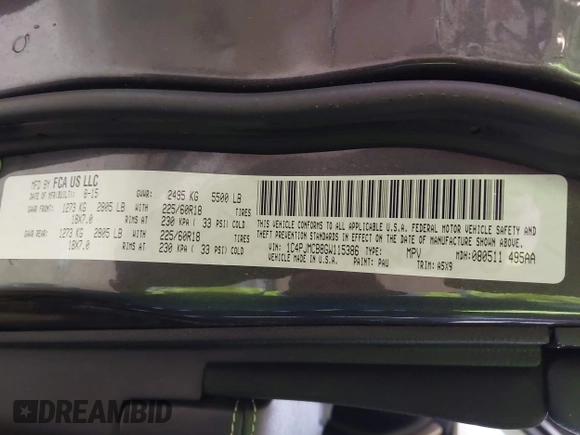 MFD BY FCA US LLC
DATE OF MFR(BUILT): 8-15 GVWR: 2495 KG 5500 LB
GAWR FRONT: 1273 KG 2805 LB WITH 225/60R18 TIRES
18X7.0 RIMS AT 230 KPA ( 33 PSI) COLD
GAWR REAR: 1273 KG 2805 LB WITH 225/60R18 TIRES
18X7.0 RIMS AT 230 KPA ( 33 PSI) COLD
THIS VEHICLE CONFORMS TO ALL APPLICABLE U.S.A. FEDERAL MOTOR VEHICLE SAFETY AND
THEFT PREVENTION STANDARDS IN EFFECT ON THE DATE OF MANUFACTURE SHOWN ABOVE.
VIN: 1C4PJMCB8GW115386 TYPE: MPV MDH: 080511 495AA
VEHICLE MADE IN U.S.A. PAINT: PAU TRIM: A5X9
DREAMBID